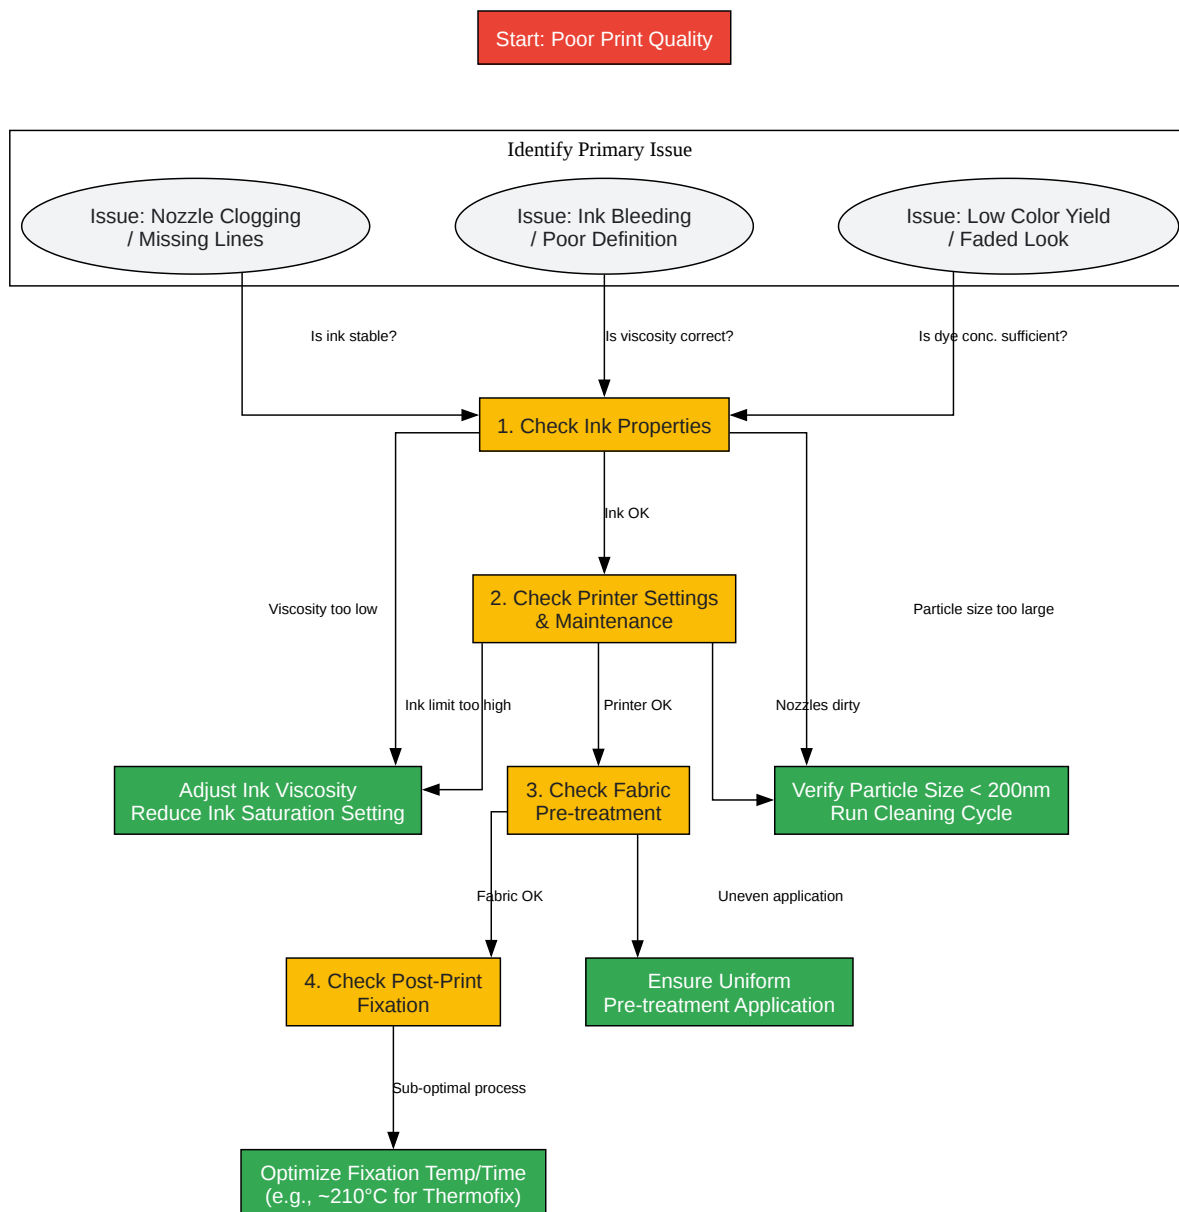 Start: Poor Print Quality
Identify Primary Issue
Issue: Nozzle Clogging
/ Missing Lines
Issue: Ink Bleeding
/ Poor Definition
Issue: Low Color Yield
/ Faded Look
Is ink stable?
Is viscosity correct?
Is dye conc. sufficient?
1. Check Ink Properties
Ink OK
Viscosity too low
2. Check Printer Settings
& Maintenance
Particle size too large
Ink limit too high
Printer OK
Nozzles dirty
Adjust Ink Viscosity
Reduce Ink Saturation Setting
3. Check Fabric
Pre-treatment
Verify Particle Size < 200nm
Run Cleaning Cycle
Fabric OK
Uneven application
4. Check Post-Print
Fixation
Ensure Uniform
Pre-treatment Application
Sub-optimal process
Optimize Fixation Temp/Time
(e.g., ~210°C for Thermofix)